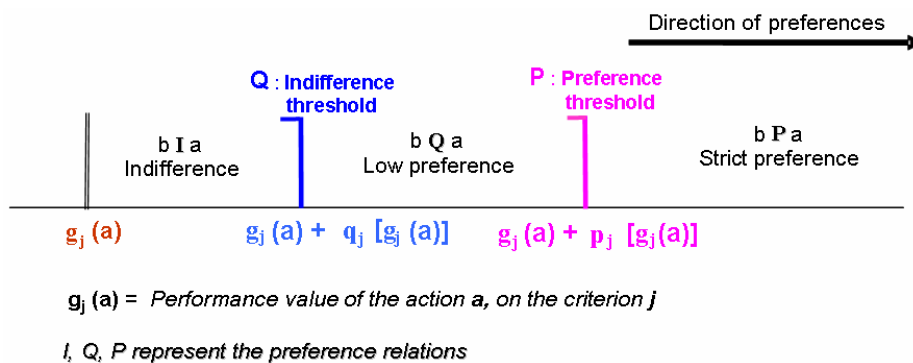 Direction of preferences
Q : Indifference
threshold
P : Preference
threshold
b I a
Indifference
b Q a
Low preference
b P a
Strict preference
gj (a)
gj (a) + qj [gj (a)]
gj (a) + pj [gj(a)]
gj (a) = Performance value of the action a, on the criterion j
I, Q, P represent the preference relations